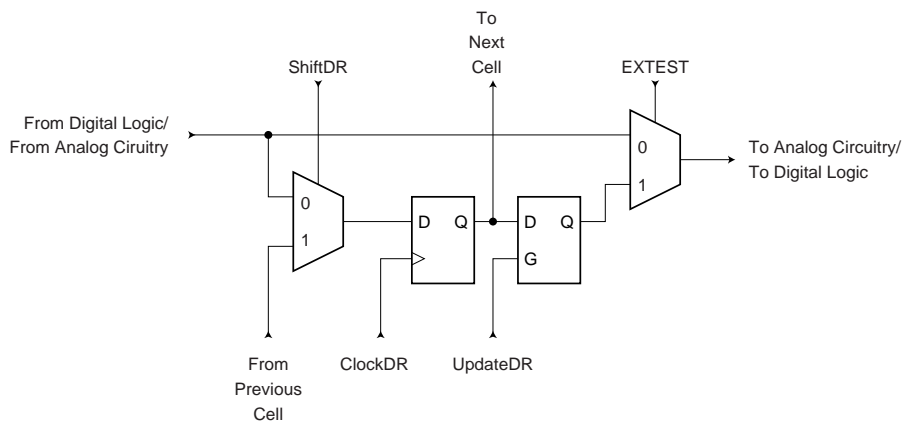 To
Next
Cell
ShiftDR
EXTEST
From Digital Logic/
From Analog Ciruitry
0
1
To Analog Circuitry/
To Digital Logic
0
1
D Q
D Q
G
From
Previous
Cell
ClockDR
UpdateDR